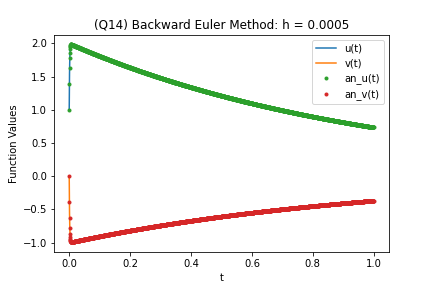 (Q14) Backward Euler Method: h = 0.0005
u(t)
v(t)
an_u(t)
an_v(t)
Function Values
2.0
1.5
1.0
0.5
0.0
−0.5
−1.0
0.0 0.2 0.4 0.6 0.8 1.0
t